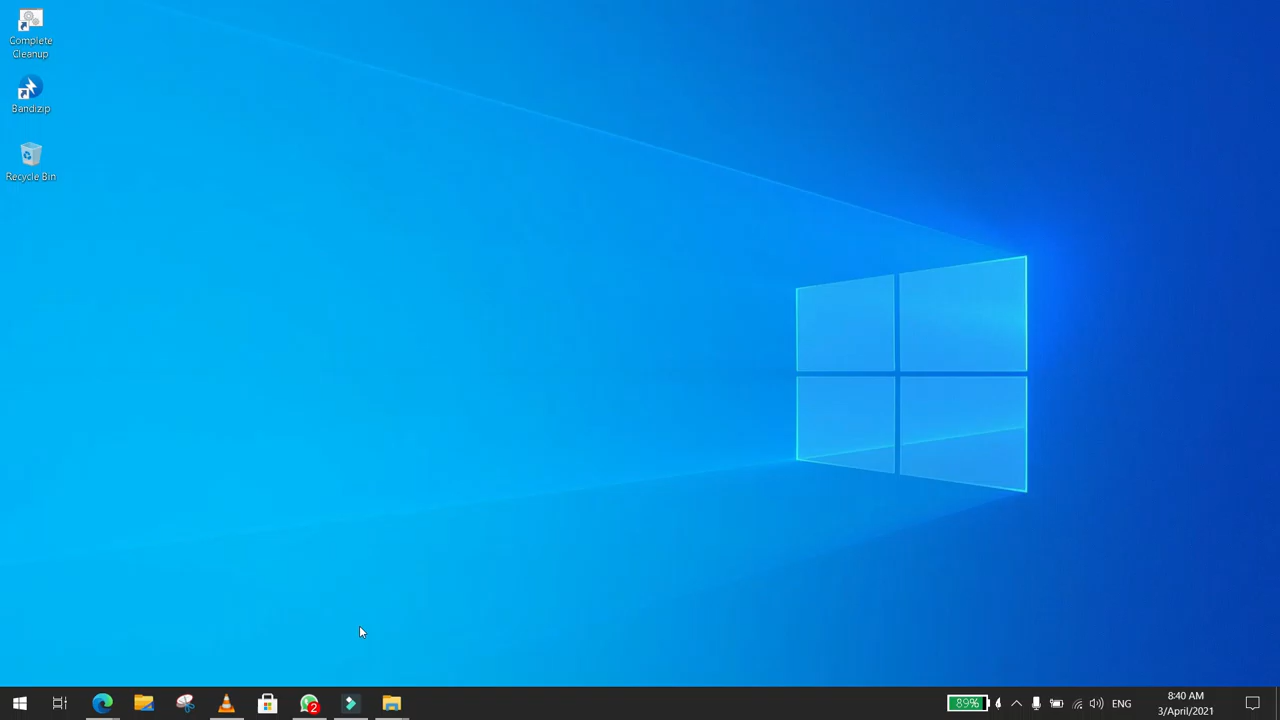 Complete
Cleanup
Bandizip
Recycle Bin
2
89%
ENG
8:40 AM
3/April/2021